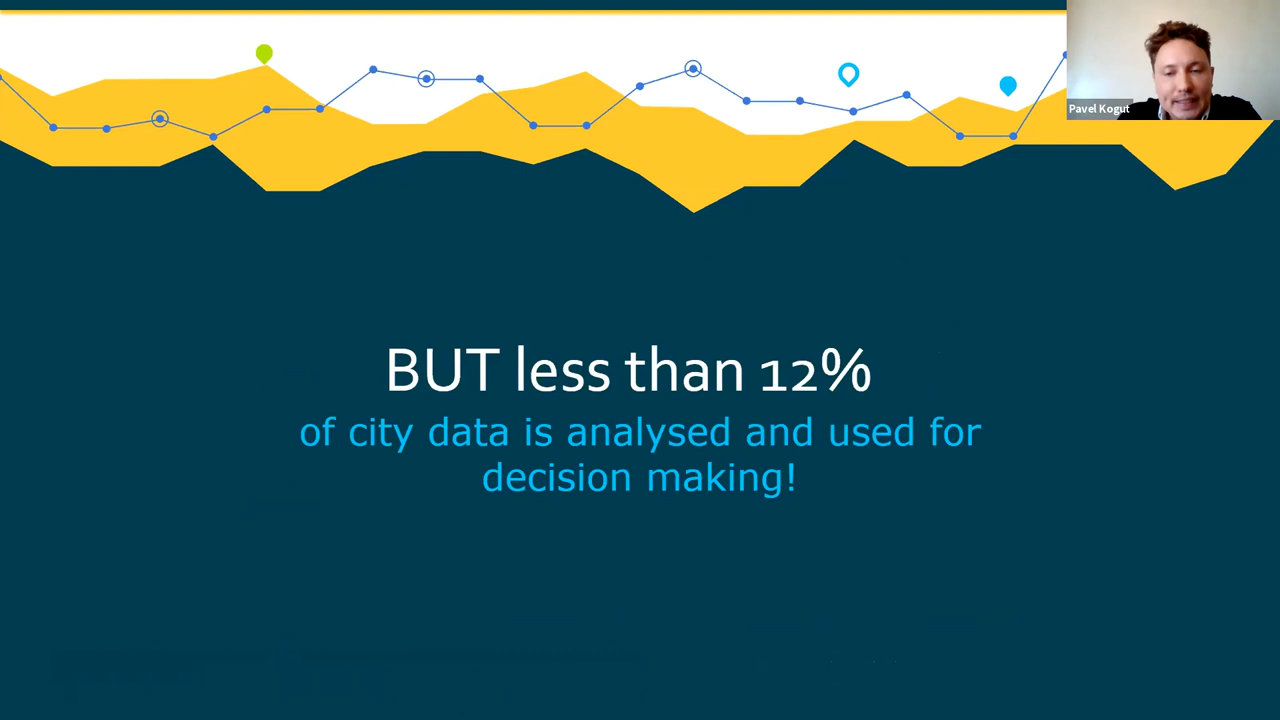 Pavel Kogut
BUT less than 12%
of city data is analysed and used for
decision making!